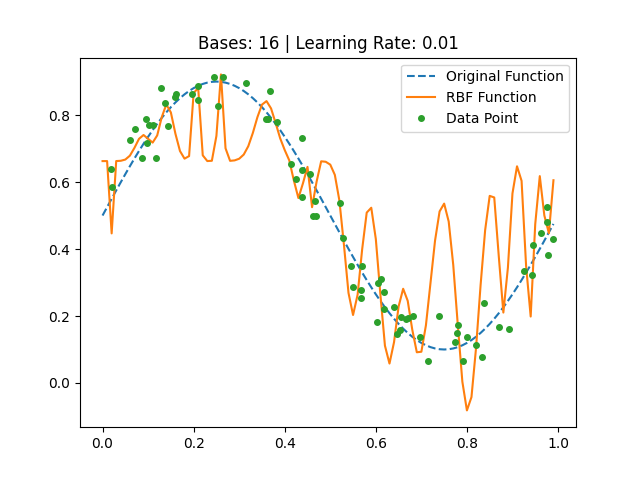 Bases: 16 | Learning Rate: 0.01
Original Function
RBF Function
Data Point
0.8
0.6
0.4
0.2
0.0
0.0 0.2 0.4 0.6 0.8 1.0